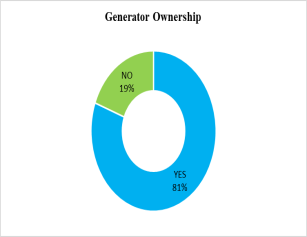 Generator Ownership
NO
19%
YES
81%